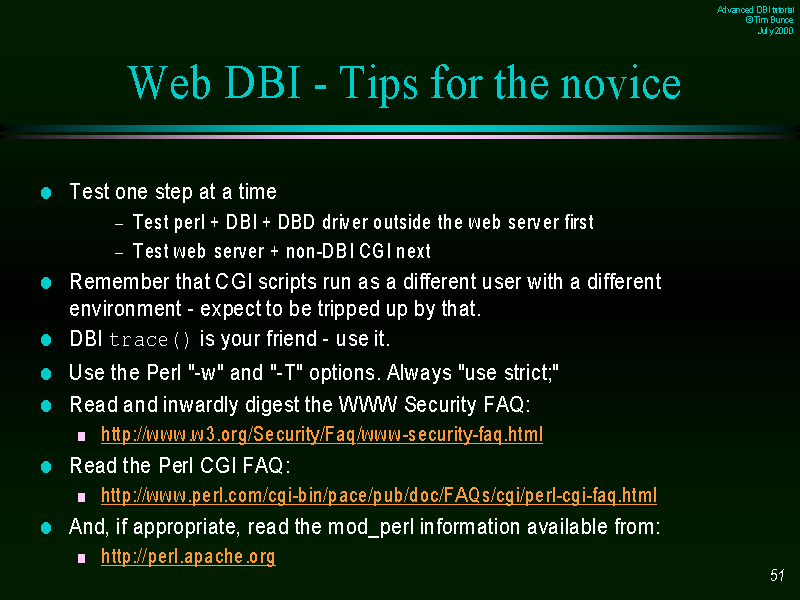 Advanced DBI tutorial
©Tim Bunce
July 2000
Web DBI - Tips for the novice
Test one step at a time
– Test perl + DBI + DBD driver outside the web server first
– Test web server + non-DBI CGI next
Remember that CGI scripts run as a different user with a different
environment - expect to be tripped up by that.
DBI trace() is your friend - use it.
Use the Perl "-w" and "-T" options. Always "use strict;"
Read and inwardly digest the WWW Security FAQ:
http://www.w3.org/Security/Faq/www-security-faq.html
Read the Perl CGI FAQ:
http://www.perl.com/cgi-bin/pace/pub/doc/FAQs/cgi/perl-cgi-faq.html
And, if appropriate, read the mod_perl information available from:
http://perl.apache.org
51